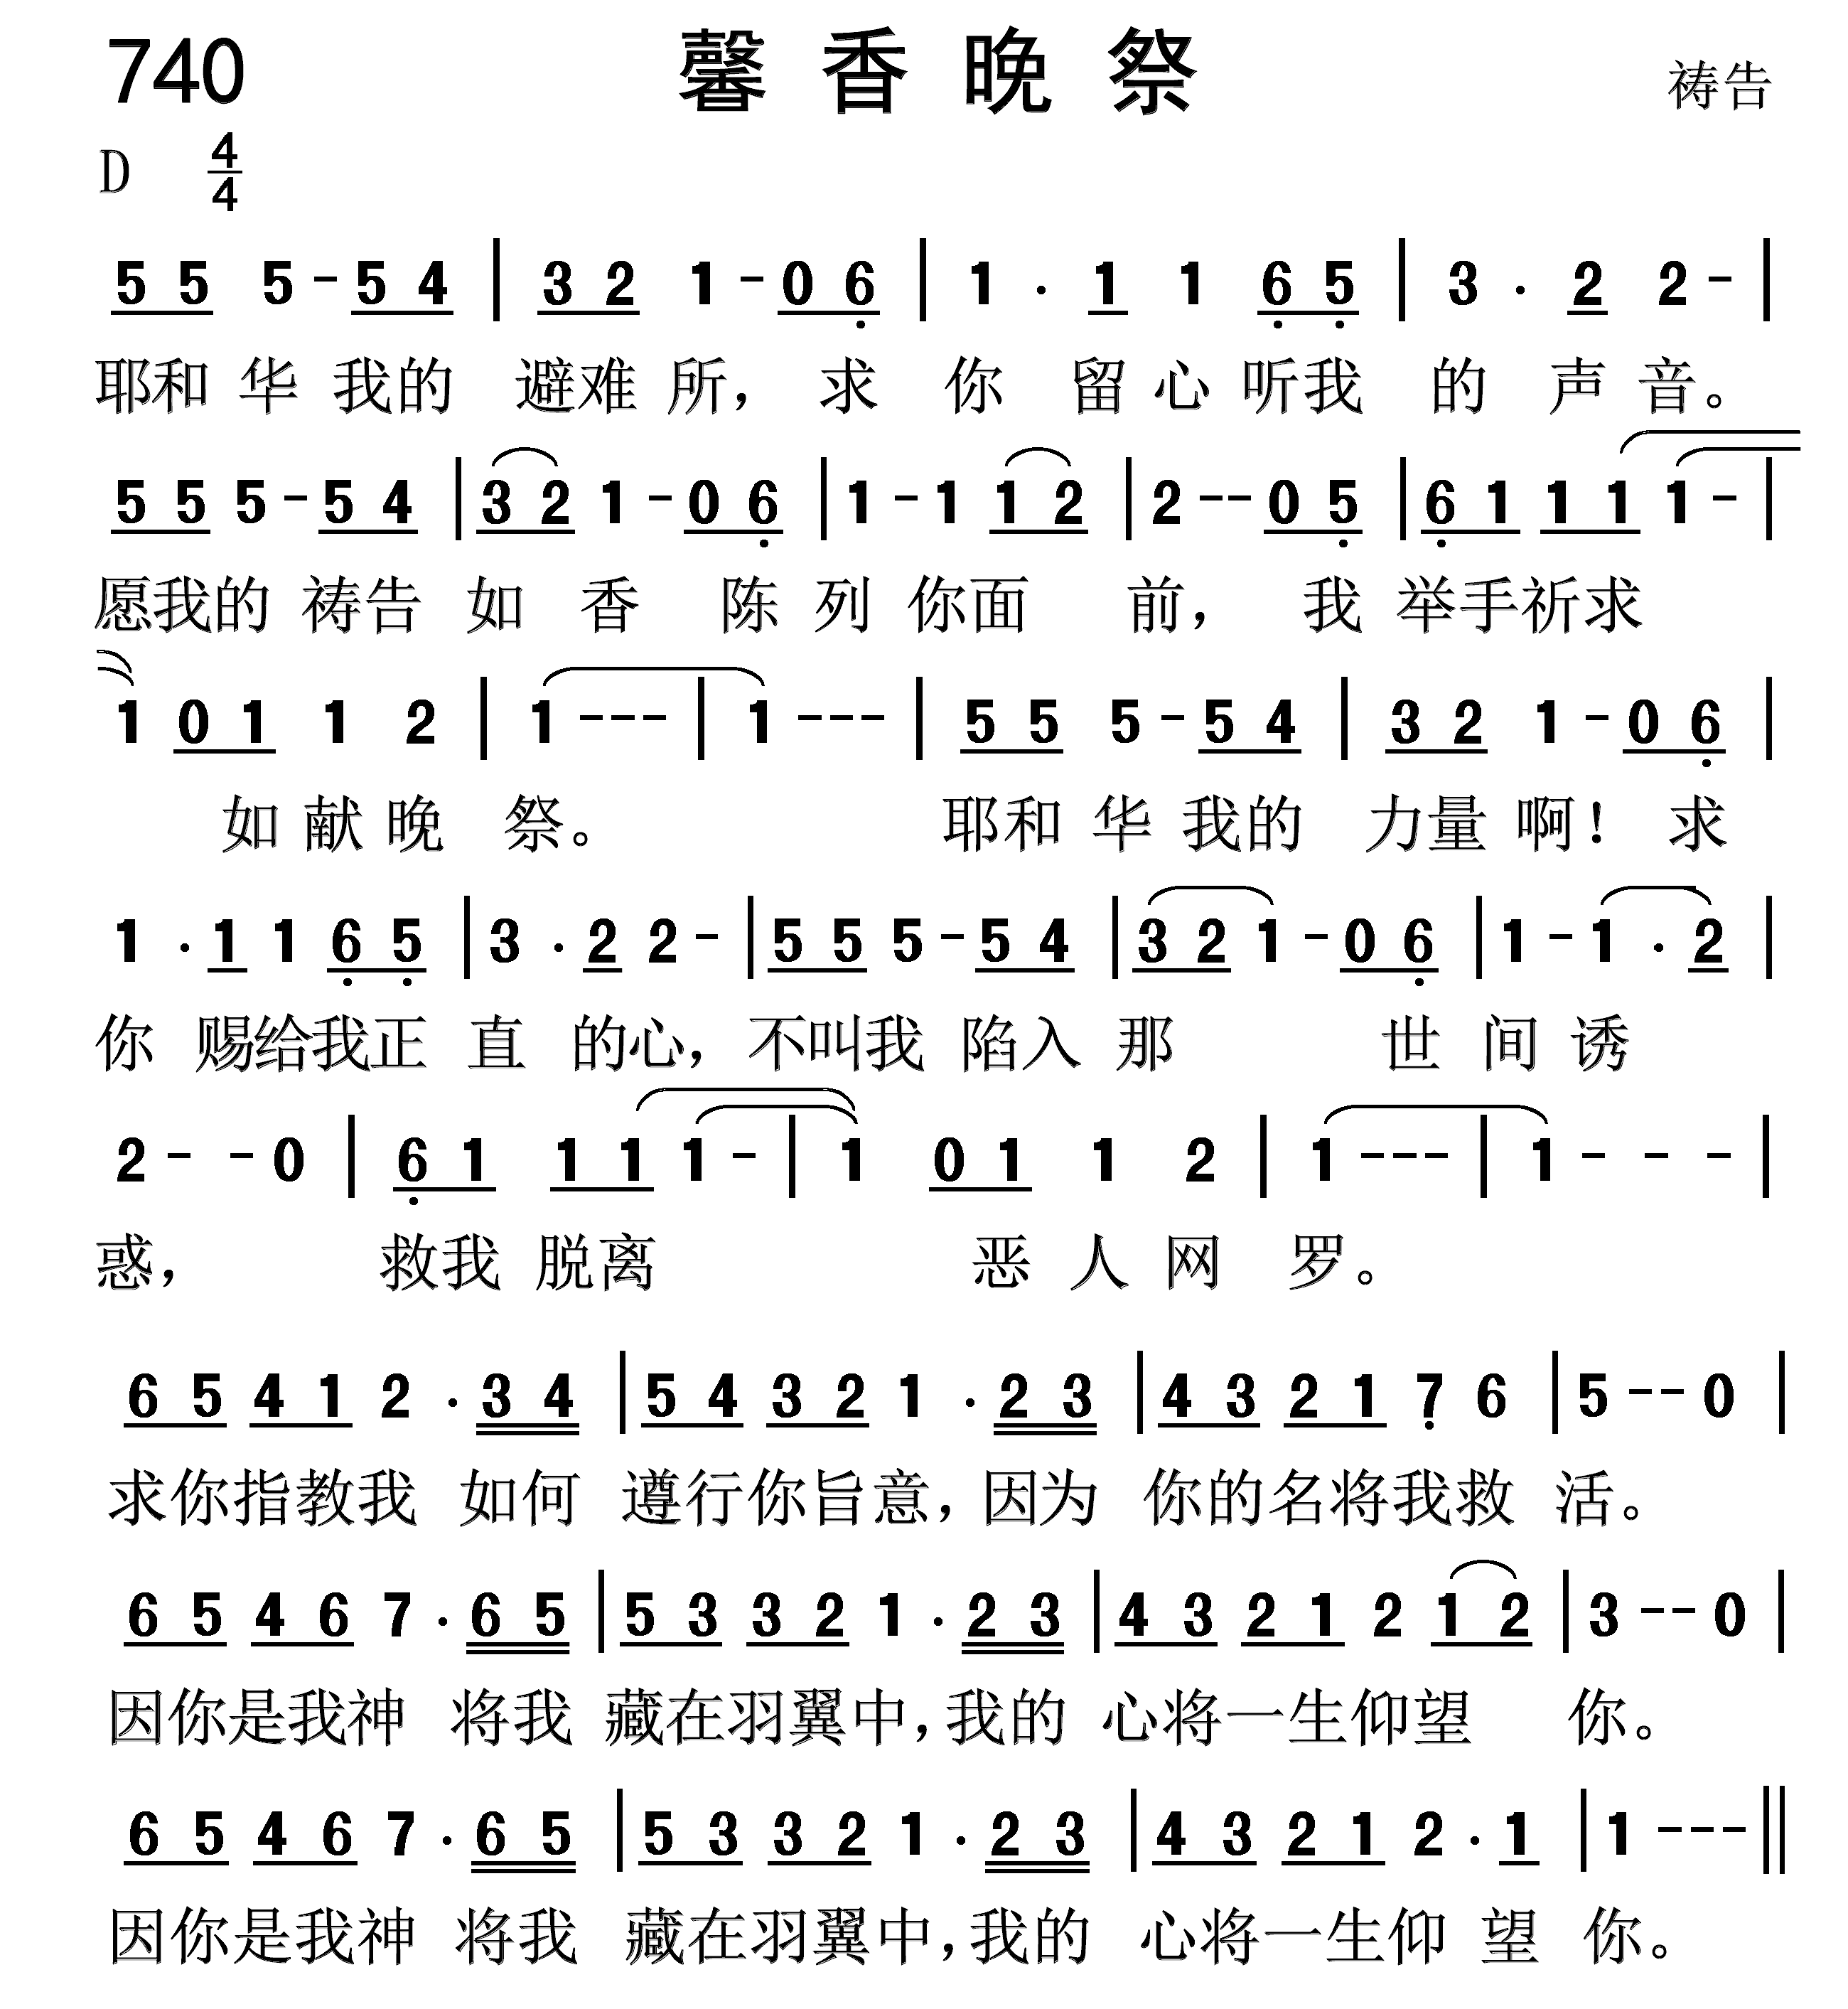 740 馨香晚祭 祷告
D 4/4
5 5 5 - 5 4 | 3 2 1 - 0 6 | 1 . 1 1 6 5 | 3 . 2 2 - |
耶和 华 我的 避难 所， 求 你 留 心 听我 的 声 音。
5 5 5 - 5 4 | 3 2 1 - 0 6 | 1 - 1 1 2 | 2 - - 0 5 | 6 1 1 1 1 - |
愿我的 祷告 如 香 陈 列 你面 前， 我 举手祈求
1 0 1 1 2 | 1 - - - | 1 - - - | 5 5 5 - 5 4 | 3 2 1 - 0 6 |
如 献 晚 祭。 耶和 华 我的 力量 啊！ 求
1 . 1 1 6 5 | 3 . 2 2 - | 5 5 5 - 5 4 | 3 2 1 - 0 6 | 1 - 1 . 2 |
你 赐给我正 直 的心，不叫我 陷入 那 世 间 诱
2 - - 0 | 6 1 1 1 1 - | 1 0 1 1 2 | 1 - - - | 1 - - - |
惑， 救我 脱离 恶 人 网 罗。
6 5 4 1 2 . 3 4 | 5 4 3 2 1 . 2 3 | 4 3 2 1 7 6 | 5 - - 0 |
求你指教我 如何 遵行你旨意，因为 你的名将我救 活。
6 5 4 6 7 . 6 5 | 5 3 3 2 1 . 2 3 | 4 3 2 1 2 1 2 | 3 - - 0 |
因你是我神 将我 藏在羽翼中，我的 心将一生仰望 你。
6 5 4 6 7 . 6 5 | 5 3 3 2 1 . 2 3 | 4 3 2 1 2 . 1 | 1 - - - ||
因你是我神 将我 藏在羽翼中，我的 心将一生仰 望 你。